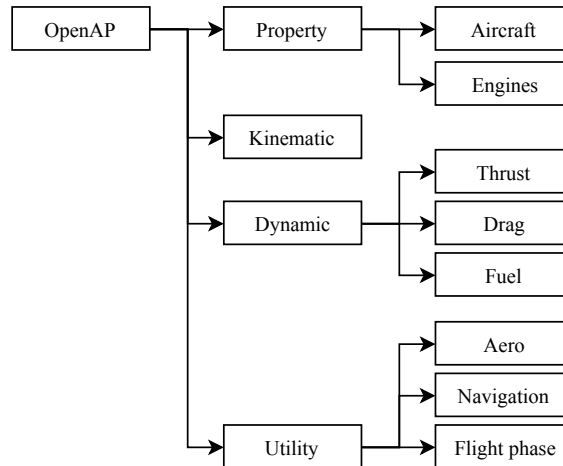 OpenAP
Property
Aircraft
Engines
Kinematic
Thrust
Dynamic
Drag
Fuel
Aero
Navigation
Utility
Flight phase